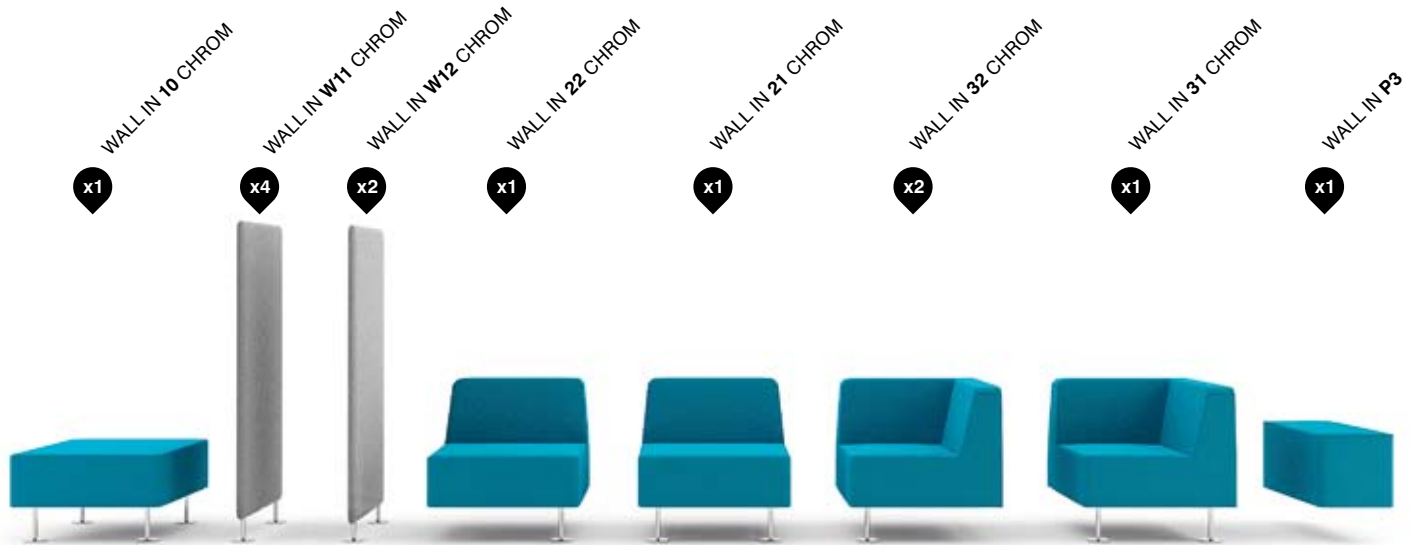 WALL IN 10 CHROM
WALL IN W11 CHROM
WALL IN W12 CHROM
WALL IN 22 CHROM
WALL IN 21 CHROM
WALL IN 32 CHROM
WALL IN 31 CHROM
WALL IN P3
x1
x4
x2
x1
x1
x2
x1
x1